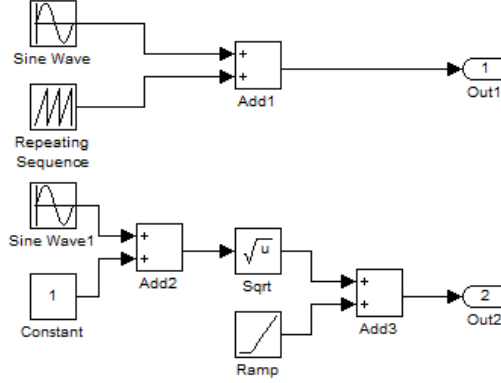 Sine Wave
+
+
Add1
1
Out1
Repeating
Sequence
Sine Wave1
+
+
Add2
1
Constant
√u
Sqrt
+
+
Add3
2
Out2
Ramp